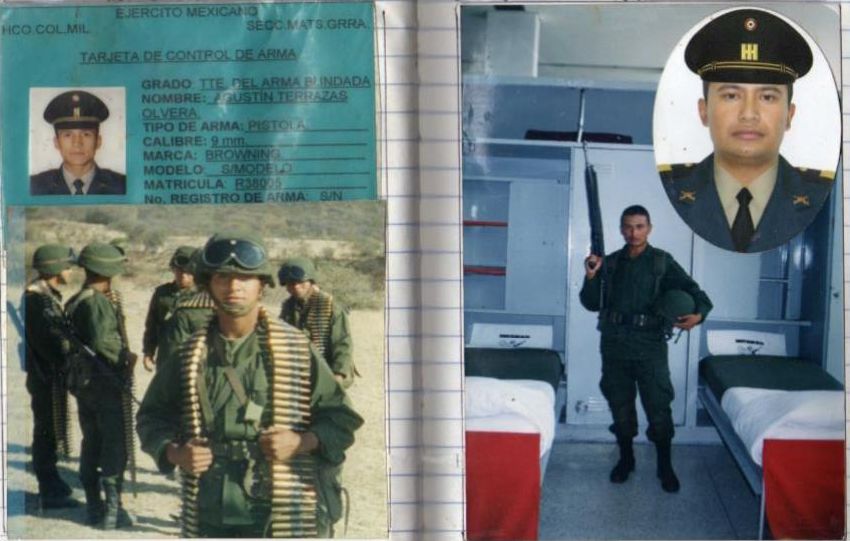 EJERCITO MEXICANO
HCO.COL.MIL. SECC.MATS.GRRA.
TARJETA DE CONTROL DE ARMA
GRADO: TTE. DEL ARMA BLINDADA
NOMBRE: AGUSTÍN TERRAZAS
OLVERA.
TIPO DE ARMA: PISTOLA.
CALIBRE: 9 mm.
MARCA: BROWNING.
MODELO: S/MODELO
MATRICULA: R38005
No. REGISTRO DE ARMA: S/N